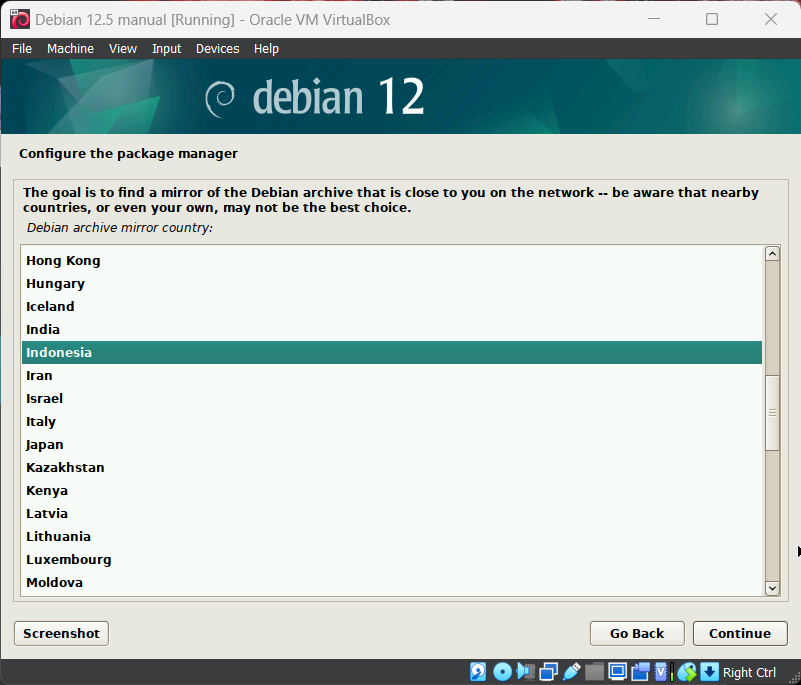 Debian 12.5 manual [Running] - Oracle VM VirtualBox
File Machine View Input Devices Help
debian 12
Configure the package manager
The goal is to find a mirror of the Debian archive that is close to you on the network -- be aware that nearby
countries, or even your own, may not be the best choice.
Debian archive mirror country:
Hong Kong
Hungary
Iceland
India
Indonesia
Iran
Israel
Italy
Japan
Kazakhstan
Kenya
Latvia
Lithuania
Luxembourg
Moldova
Screenshot Go Back Continue
Right Ctrl